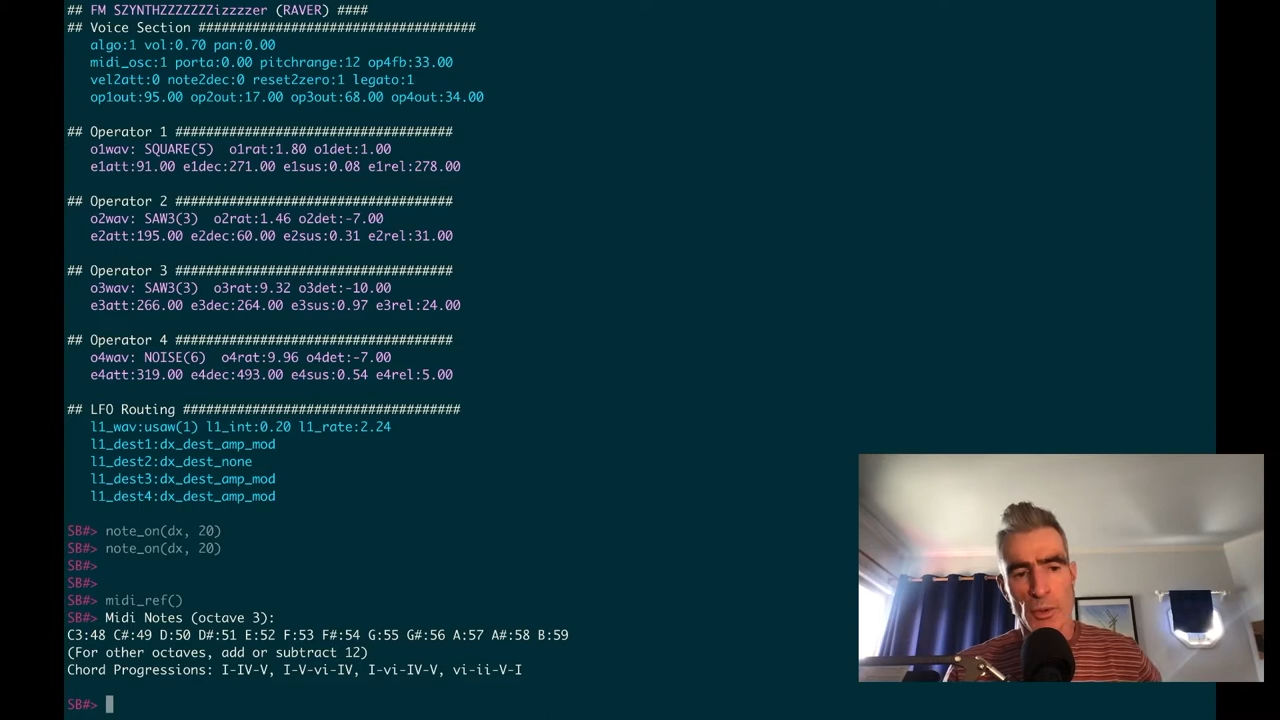 ## FM SZYNTHZZZZZZZizzzzer (RAVER) ####
## Voice Section ####################################
algo:1 vol:0.70 pan:0.00
midi_osc:1 porta:0.00 pitchrange:12 op4fb:33.00
vel2att:0 note2dec:0 reset2zero:1 legato:1
op1out:95.00 op2out:17.00 op3out:68.00 op4out:34.00
## Operator 1 ####################################
o1wav: SQUARE(5)  o1rat:1.80 o1det:1.00
e1att:91.00 e1dec:271.00 e1sus:0.08 e1rel:278.00
## Operator 2 ####################################
o2wav: SAW3(3)  o2rat:1.46 o2det:-7.00
e2att:195.00 e2dec:60.00 e2sus:0.31 e2rel:31.00
## Operator 3 ####################################
o3wav: SAW3(3)  o3rat:9.32 o3det:-10.00
e3att:266.00 e3dec:264.00 e3sus:0.97 e3rel:24.00
## Operator 4 ####################################
o4wav: NOISE(6)  o4rat:9.96 o4det:-7.00
e4att:319.00 e4dec:493.00 e4sus:0.54 e4rel:5.00
## LFO Routing ####################################
l1_wav:usaw(1) l1_int:0.20 l1_rate:2.24
l1_dest1:dx_dest_amp_mod
l1_dest2:dx_dest_none
l1_dest3:dx_dest_amp_mod
l1_dest4:dx_dest_amp_mod
SB#> note_on(dx, 20)
SB#> note_on(dx, 20)
SB#>
SB#>
SB#> midi_ref()
SB#> Midi Notes (octave 3):
C3:48 C#:49 D:50 D#:51 E:52 F:53 F#:54 G:55 G#:56 A:57 A#:58 B:59
(For other octaves, add or subtract 12)
Chord Progressions: I-IV-V, I-V-vi-IV, I-vi-IV-V, vi-ii-V-I
SB#>